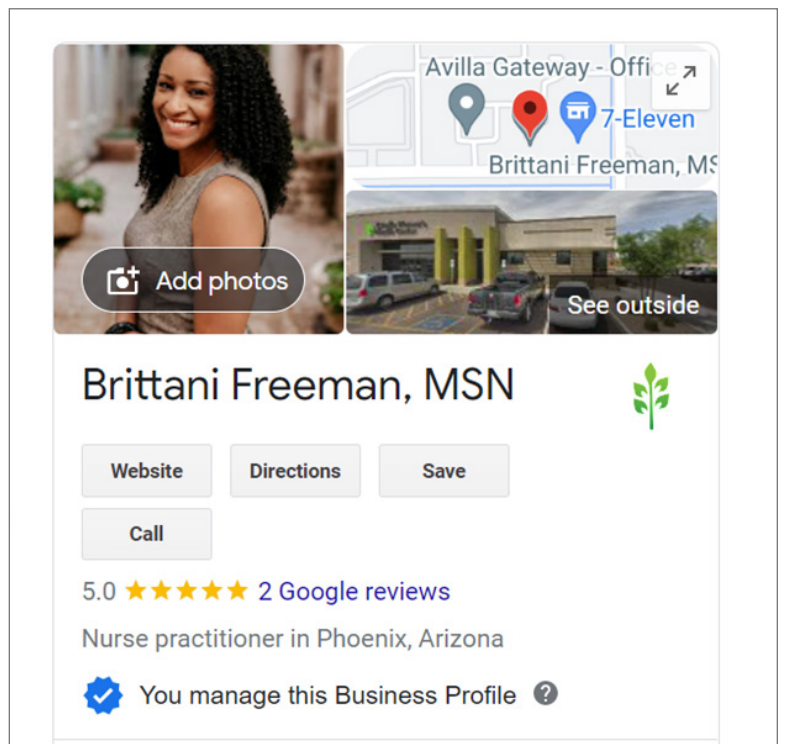 Avilla Gateway - Offi
7-Eleven
Brittani Freeman, MS
Add photos
See outside
Brittani Freeman, MSN
Website
Directions
Save
Call
5.0
2 Google reviews
Nurse practitioner in Phoenix, Arizona
You manage this Business Profile
?